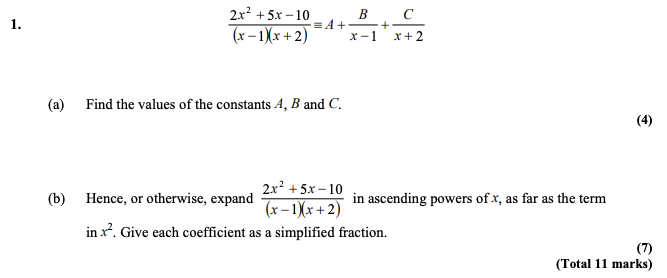 1. $\frac{2x^2 + 5x - 10}{(x-1)(x+2)} \equiv A + \frac{B}{x-1} + \frac{C}{x+2}$
(a) Find the values of the constants A, B and C.
(4)
(b) Hence, or otherwise, expand $\frac{2x^2 + 5x - 10}{(x-1)(x+2)}$ in ascending powers of x, as far as the term
in x². Give each coefficient as a simplified fraction.
(7)
(Total 11 marks)